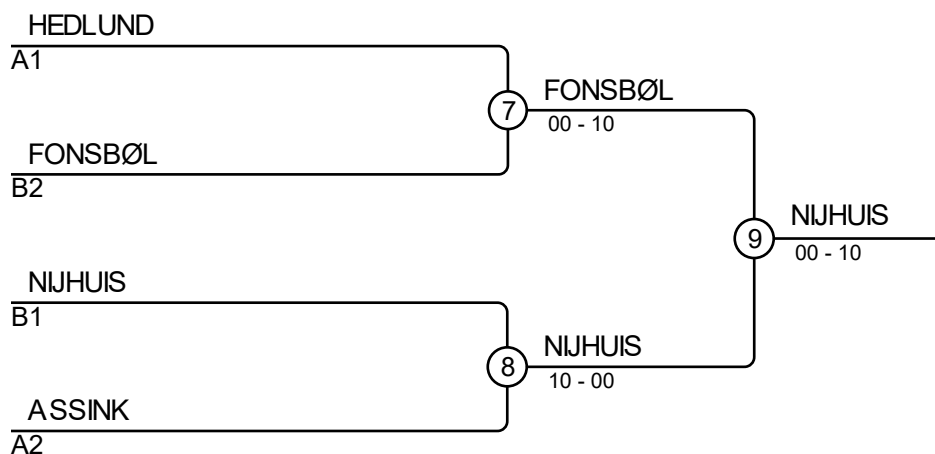 HEDLUND
A1
7
FONSBØL
00 - 10
FONSBØL
B2
9
NIJHUIS
00 - 10
NIJHUIS
B1
8
NIJHUIS
10 - 00
ASSINK
A2